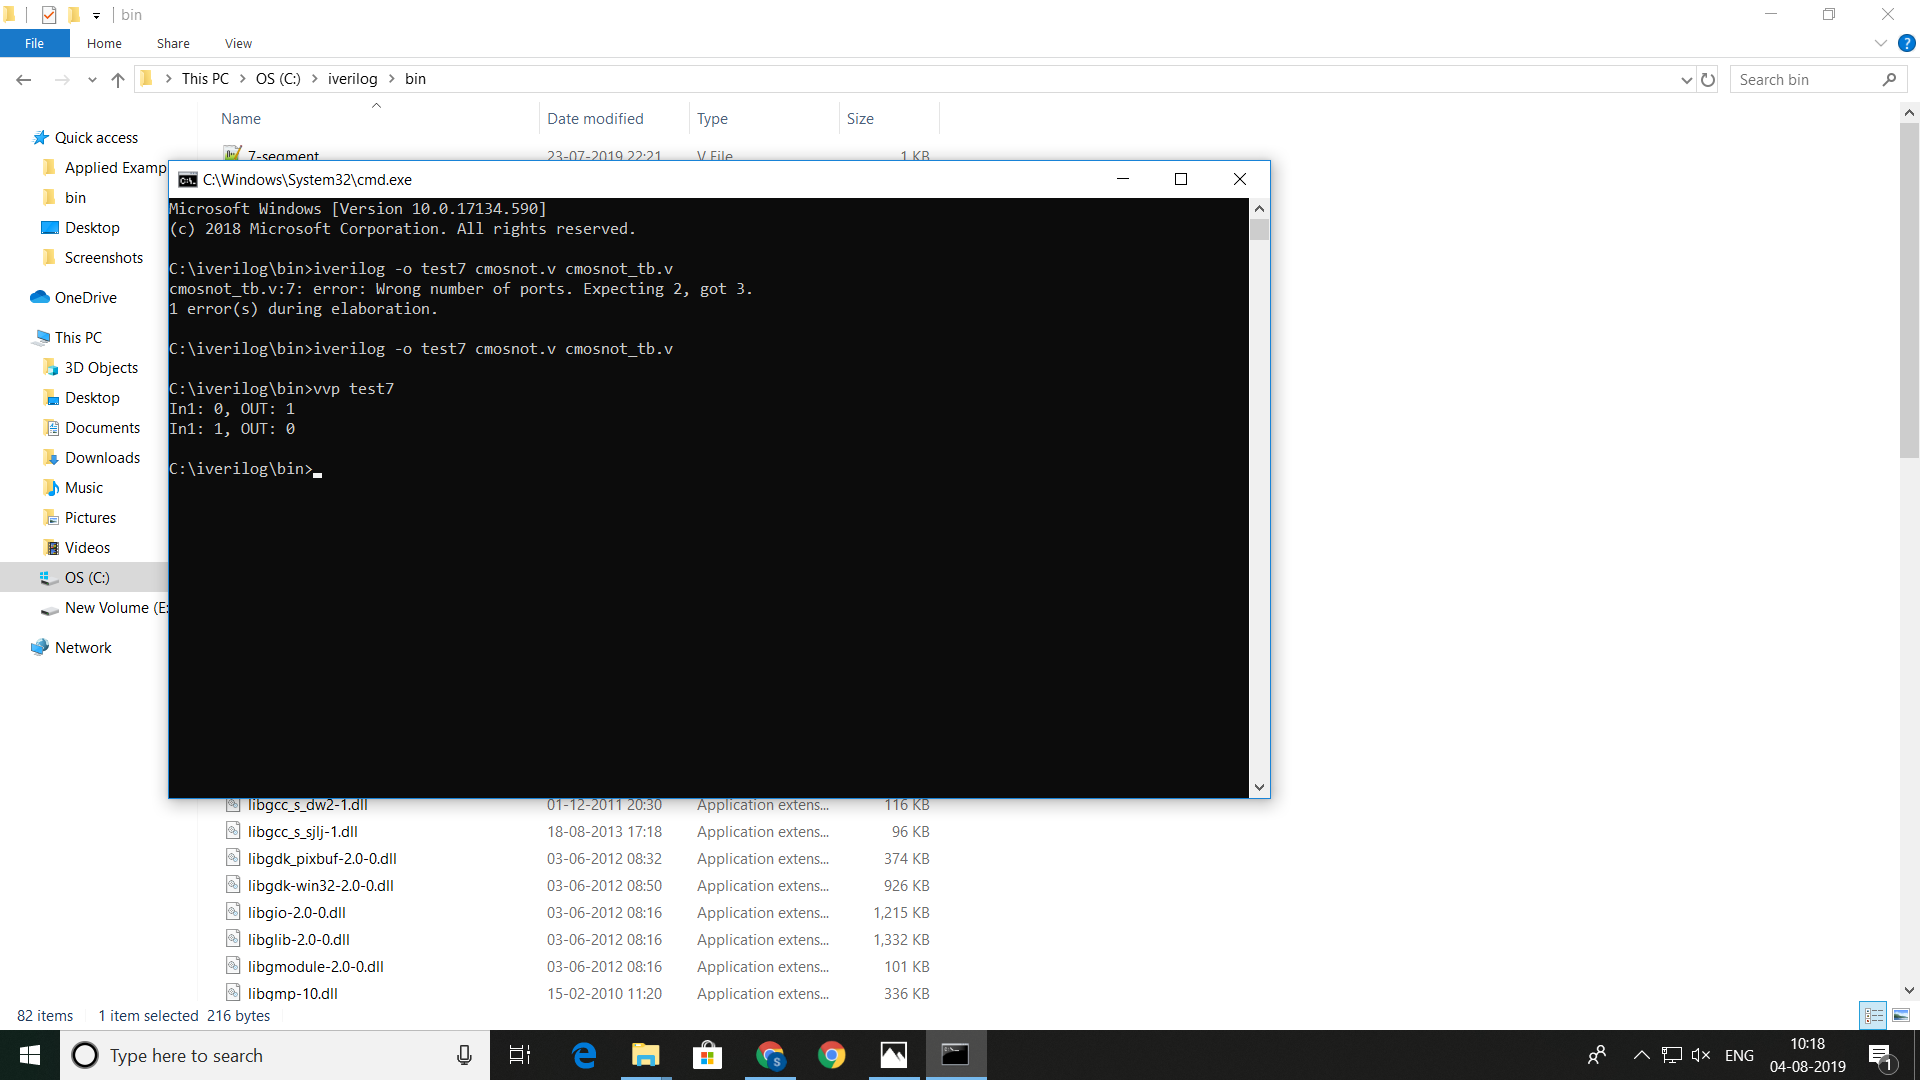 bin
File Home Share View
This PC OS (C:) iverilog bin
Search bin
Name Date modified Type Size
Quick access
Applied Examp
bin
Desktop
Screenshots
OneDrive
This PC
3D Objects
Desktop
Documents
Downloads
Music
Pictures
Videos
OS (C:)
New Volume (E:
Network
7-segment 23-07-2019 22:21 V File 1 KB
C:\Windows\System32\cmd.exe
Microsoft Windows [Version 10.0.17134.590]
(c) 2018 Microsoft Corporation. All rights reserved.
C:\iverilog\bin>iverilog -o test7 cmosnot.v cmosnot_tb.v
cmosnot_tb.v:7: error: Wrong number of ports. Expecting 2, got 3.
1 error(s) during elaboration.
C:\iverilog\bin>iverilog -o test7 cmosnot.v cmosnot_tb.v
C:\iverilog\bin>vvp test7
In1: 0, OUT: 1
In1: 1, OUT: 0
C:\iverilog\bin>
libgcc_s_dw2-1.dll 01-12-2011 20:30 Application extens... 116 KB
libgcc_s_sjlj-1.dll 18-08-2013 17:18 Application extens... 96 KB
libgdk_pixbuf-2.0-0.dll 03-06-2012 08:32 Application extens... 374 KB
libgdk-win32-2.0-0.dll 03-06-2012 08:50 Application extens... 926 KB
libgio-2.0-0.dll 03-06-2012 08:16 Application extens... 1,215 KB
libglib-2.0-0.dll 03-06-2012 08:16 Application extens... 1,332 KB
libgmodule-2.0-0.dll 03-06-2012 08:16 Application extens... 101 KB
libgmp-10.dll 15-02-2010 11:20 Application extens... 336 KB
82 items 1 item selected 216 bytes
Type here to search
ENG
10:18
04-08-2019
1